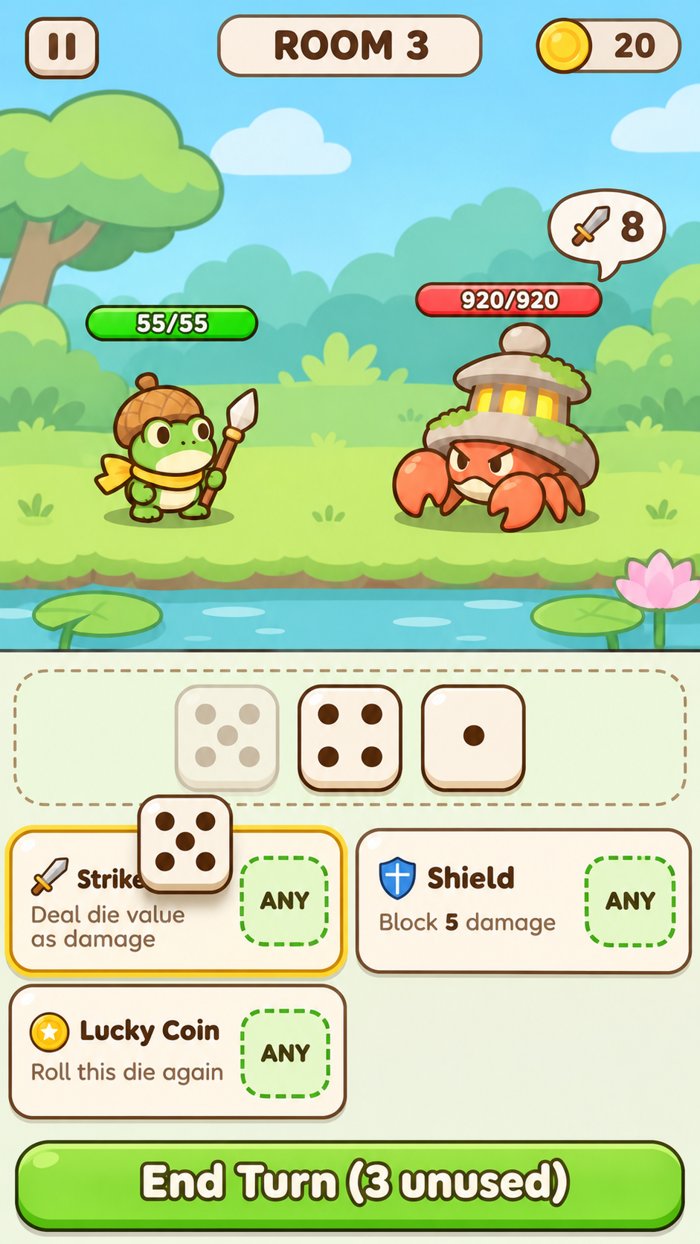 ROOM 3
20
8
920/920
55/55
Strike
Deal die value
as damage
ANY
Shield
Block 5 damage
ANY
Lucky Coin
Roll this die again
ANY
End Turn (3 unused)